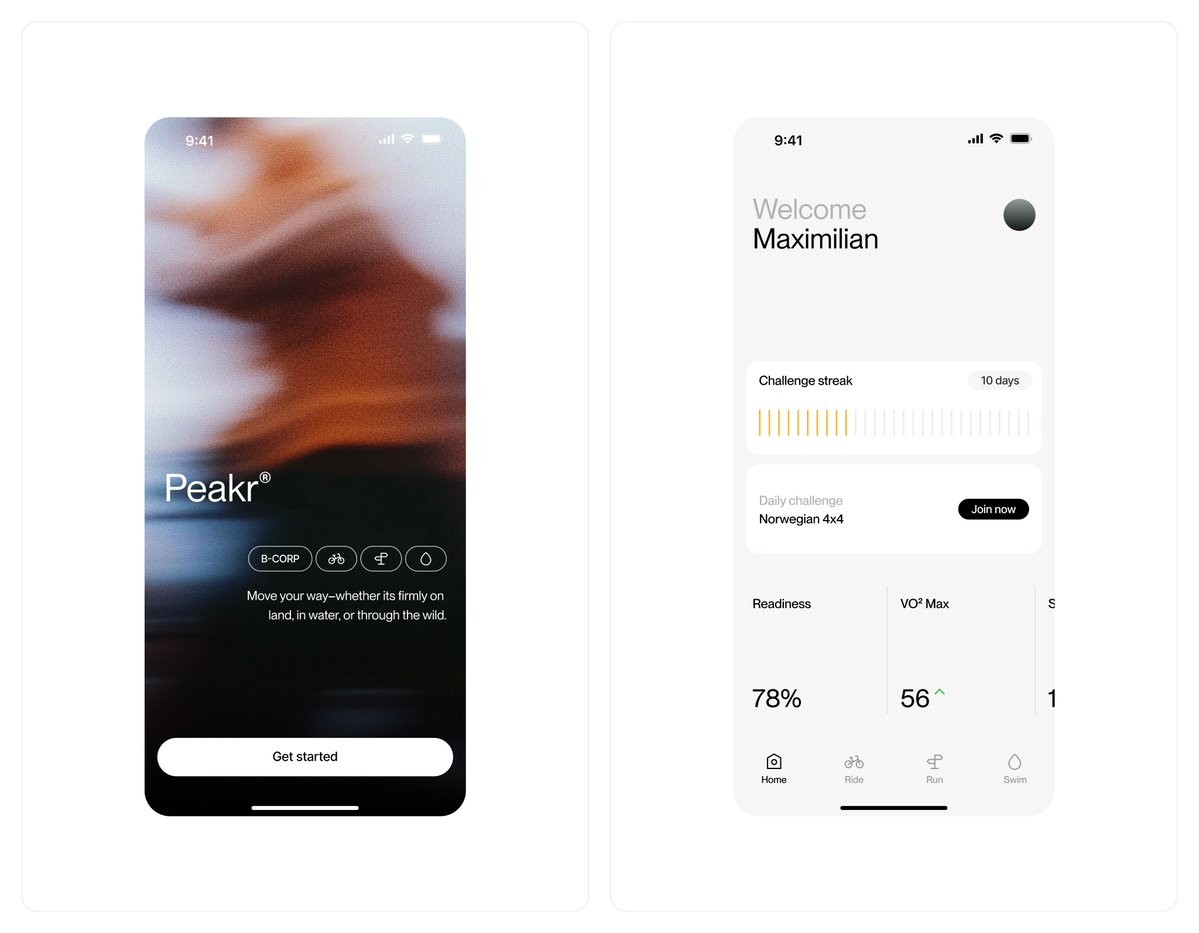 9:41
Peakr®
B-CORP
Move your way–whether its firmly on
land, in water, or through the wild.
Get started
9:41
Welcome
Maximilian
Challenge streak
10 days
Daily challenge
Norwegian 4x4
Join now
Readiness
VO² Max
S
78%
56
1
Home
Ride
Run
Swim